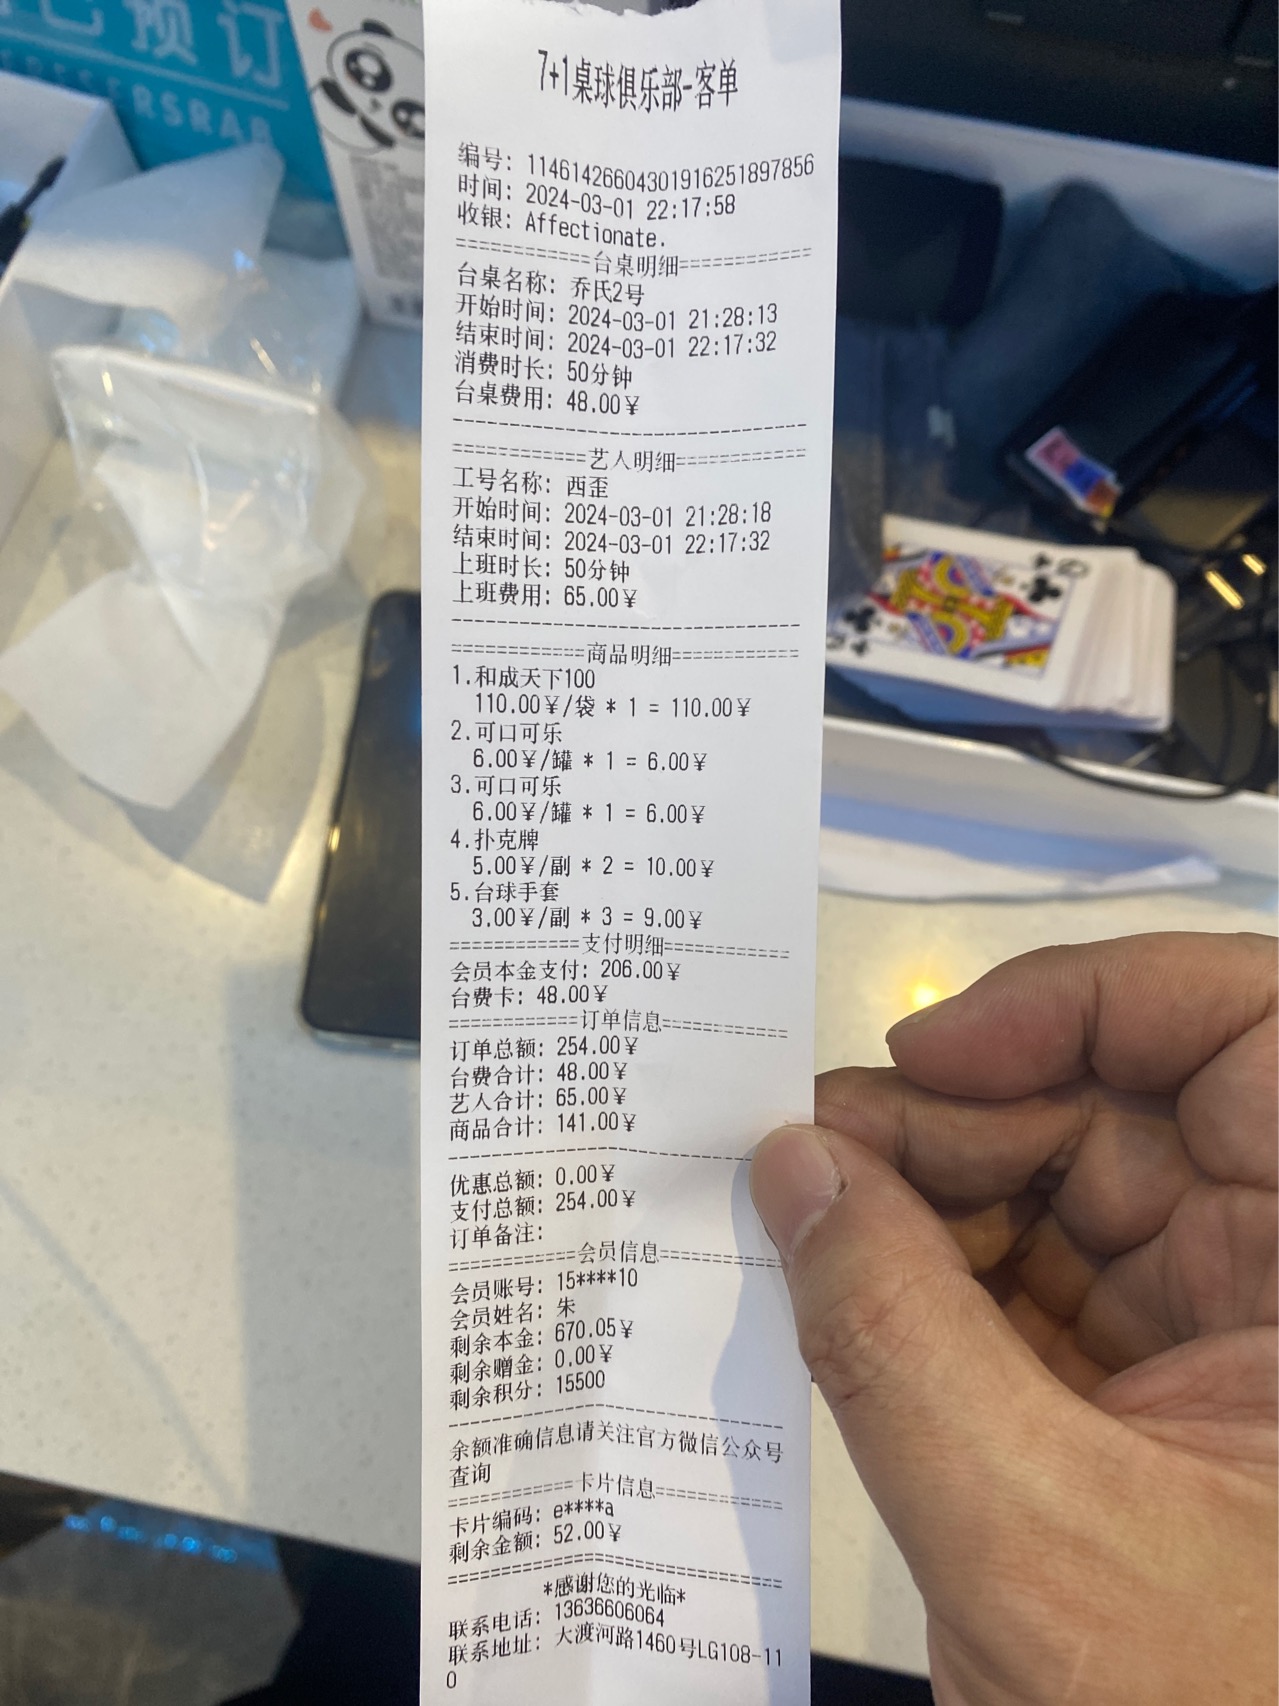 预订
ERSRAB
7+1桌球俱乐部-客单
编号: 11461426604301916251897856
时间: 2024-03-01 22:17:58
收银: Affectionate.
============台桌明细============
台桌名称: 乔氏2号
开始时间: 2024-03-01 21:28:13
结束时间: 2024-03-01 22:17:32
消费时长: 50分钟
台桌费用: 48.00¥
============艺人明细============
工号名称: 西歪
开始时间: 2024-03-01 21:28:18
结束时间: 2024-03-01 22:17:32
上班时长: 50分钟
上班费用: 65.00¥
============商品明细============
1.和成天下100
110.00¥/袋 * 1 = 110.00¥
2.可口可乐
6.00¥/罐 * 1 = 6.00¥
3.可口可乐
6.00¥/罐 * 1 = 6.00¥
4.扑克牌
5.00¥/副 * 2 = 10.00¥
5.台球手套
3.00¥/副 * 3 = 9.00¥
============支付明细============
会员本金支付: 206.00¥
台费卡: 48.00¥
============订单信息============
订单总额: 254.00¥
台费合计: 48.00¥
艺人合计: 65.00¥
商品合计: 141.00¥
优惠总额: 0.00¥
支付总额: 254.00¥
订单备注:
============会员信息============
会员账号: 15****10
会员姓名: 朱
剩余本金: 670.05¥
剩余赠金: 0.00¥
剩余积分: 15500
余额准确信息请关注官方微信公众号
查询
============卡片信息============
卡片编码: e****a
剩余金额: 52.00¥
*感谢您的光临*
联系电话: 13636606064
联系地址: 大渡河路1460号LG108-11
0